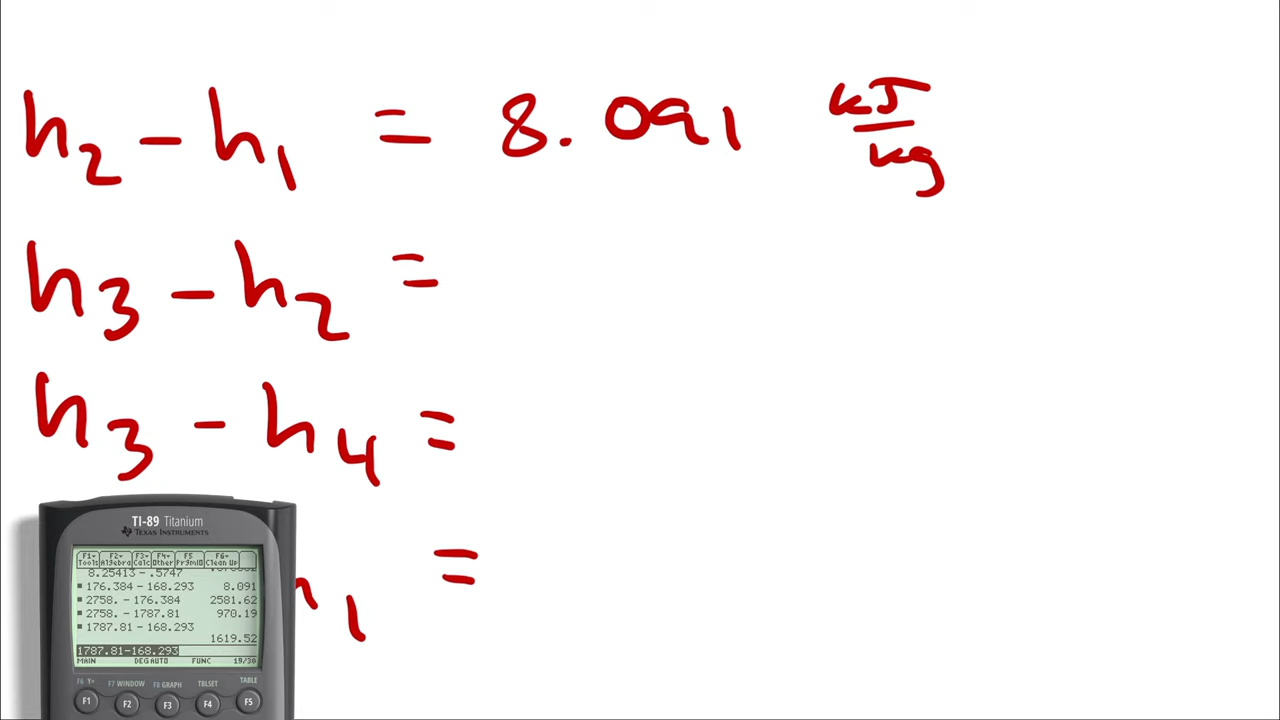 h2 - h1 = 8.091 kJ/kg
h3 - h2 =
h3 - h4 =
h1 =
TI-89 Titanium
TEXAS INSTRUMENTS
F1 F2 F3 F4 F5 F6
Tools Algebra Calc Other PrgmIO Clean Up
8.25413 - .5747
176.384 - 168.293 8.091
2758. - 176.384 2581.62
2758. - 1787.81 970.19
1787.81 - 168.293
1619.52
1787.81-168.293
MAIN DEG AUTO FUNC 19/30
F6 Y= F7 WINDOW F8 GRAPH TBLSET TABLE
F1 F2 F3 F4 F5